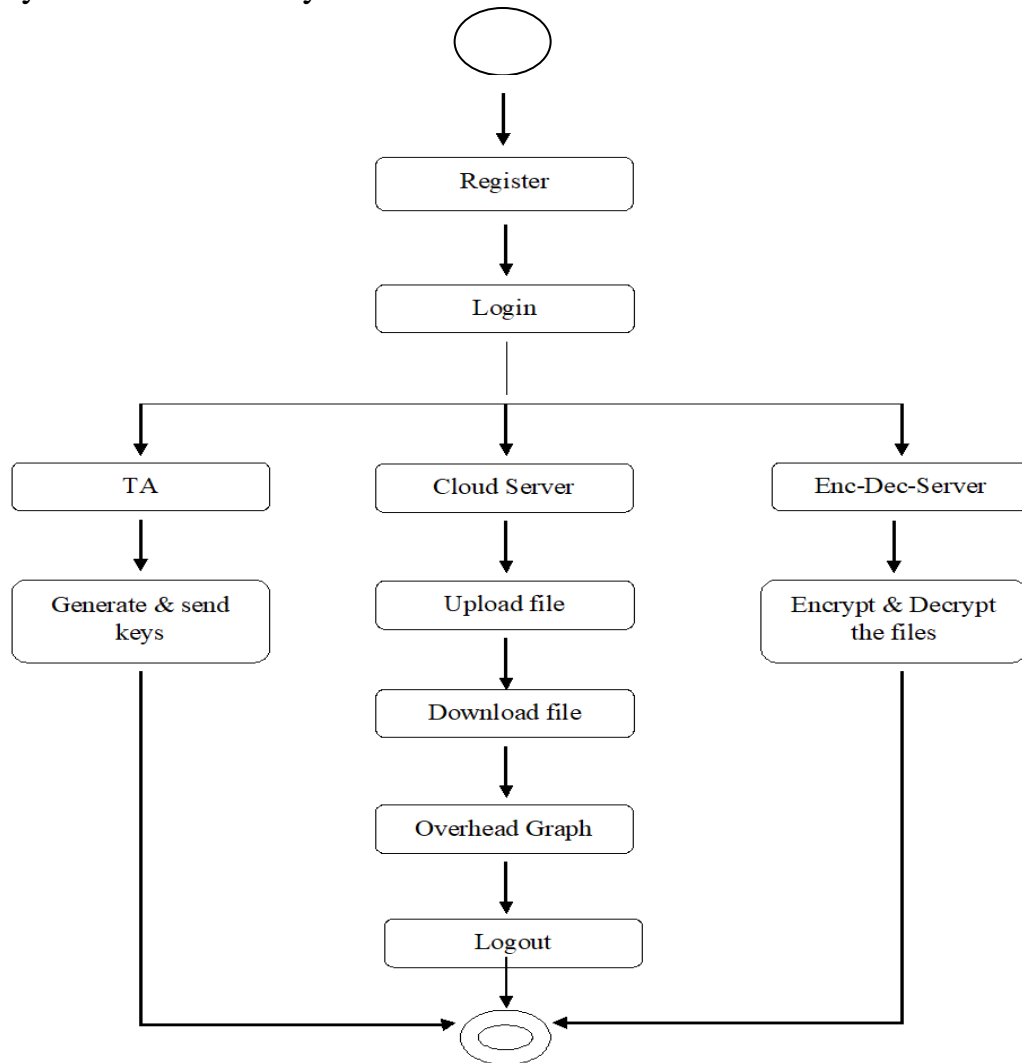 Register
Login
TA
Cloud Server
Enc-Dec-Server
Generate & send
keys
Upload file
Encrypt & Decrypt
the files
Download file
Overhead Graph
Logout